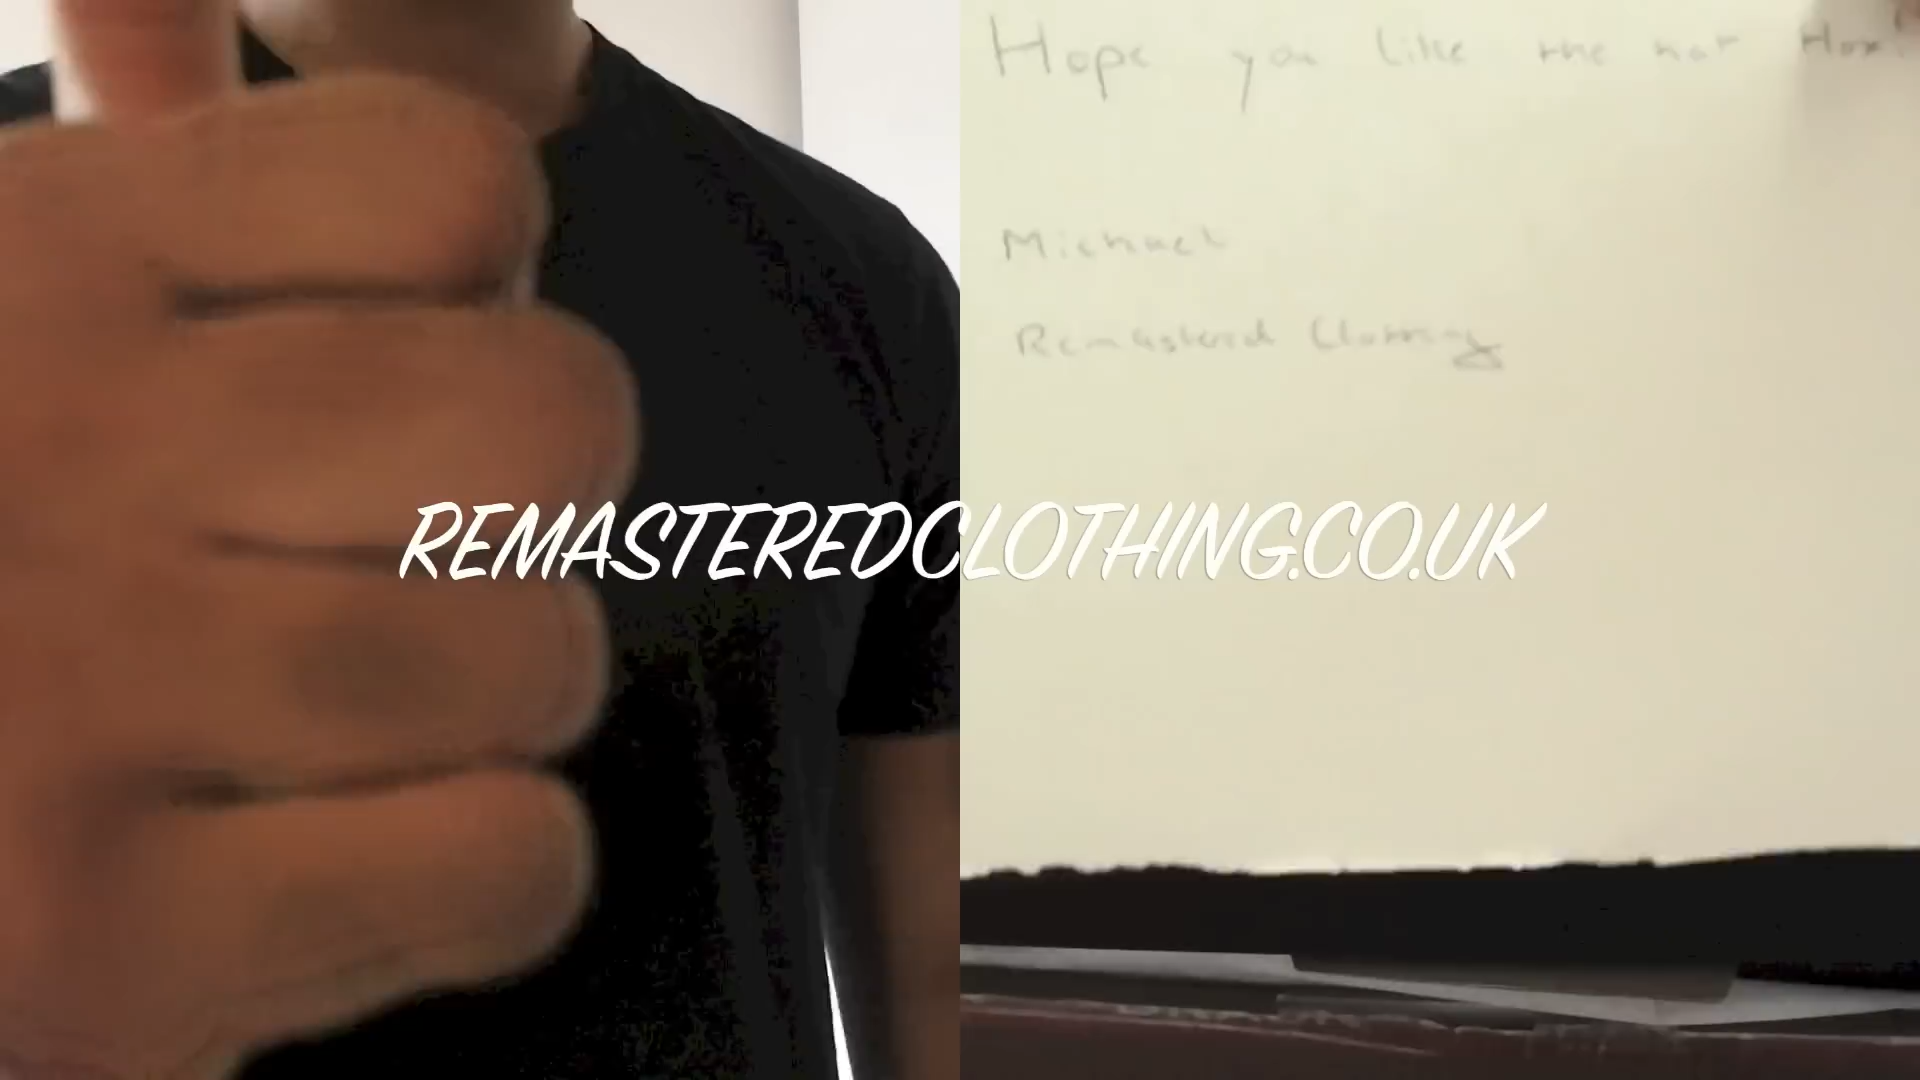 Hope you like the hat
Michael
Remastered Clothing
REMASTEREDCLOTHING.CO.UK